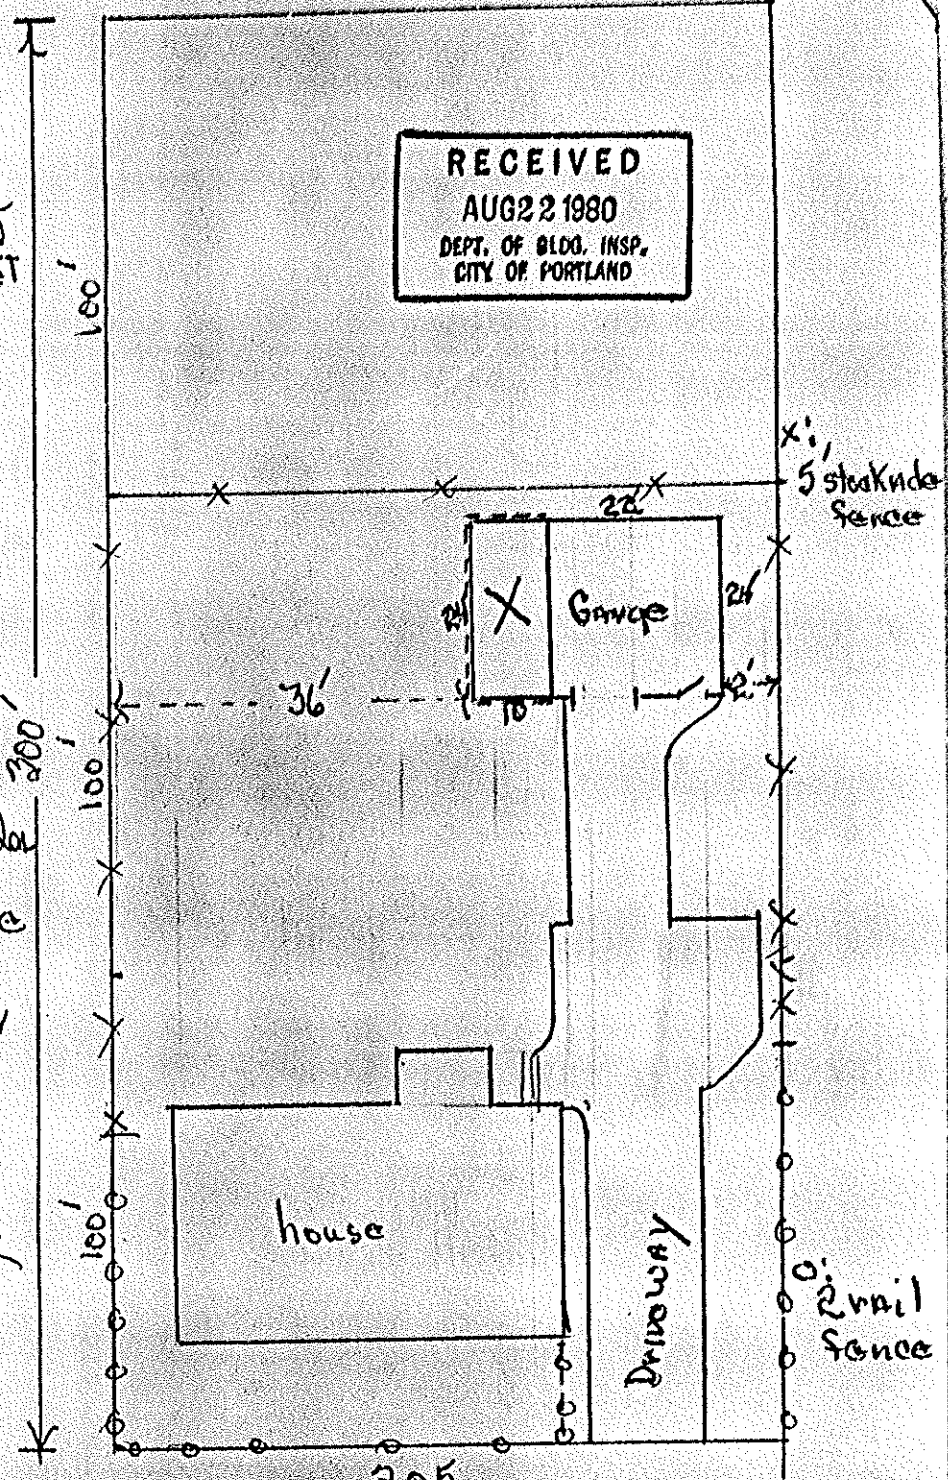 RECEIVED
AUG 22 1980
DEPT. OF BLDG. INSP.
CITY OF PORTLAND
100'
X:
5' stoaknde
fence
22'
X
Garage
24'
24'
36'
10
2'
300'
100'
100'
house
Driveway
O:
2 rail
fence